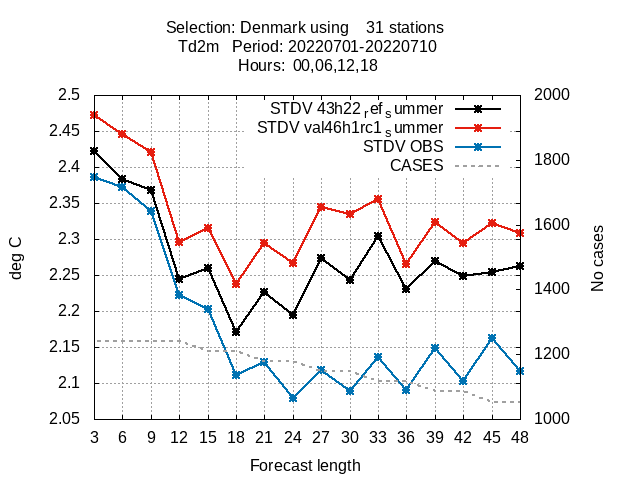 Selection: Denmark using    31 stations
Td2m   Period: 20220701-20220710
Hours:  00,06,12,18
STDV 43h22ref summer
STDV val46h1rc1summer
STDV OBS
CASES
2.5
2.45
2.4
2.35
2.3
2.25
2.2
2.15
2.1
2.05
2000
1800
1600
1400
1200
1000
deg C
No cases
3 6 9 12 15 18 21 24 27 30 33 36 39 42 45 48
Forecast length